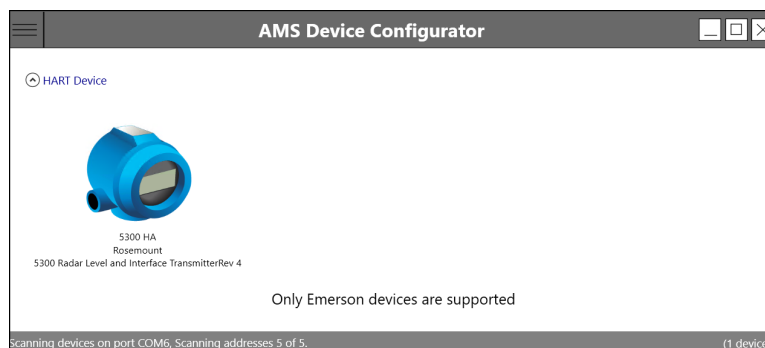 AMS Device Configurator
HART Device
5300 HA
Rosemount
5300 Radar Level and Interface TransmitterRev 4
Only Emerson devices are supported
Scanning devices on port COM6, Scanning addresses 5 of 5.
(1 device